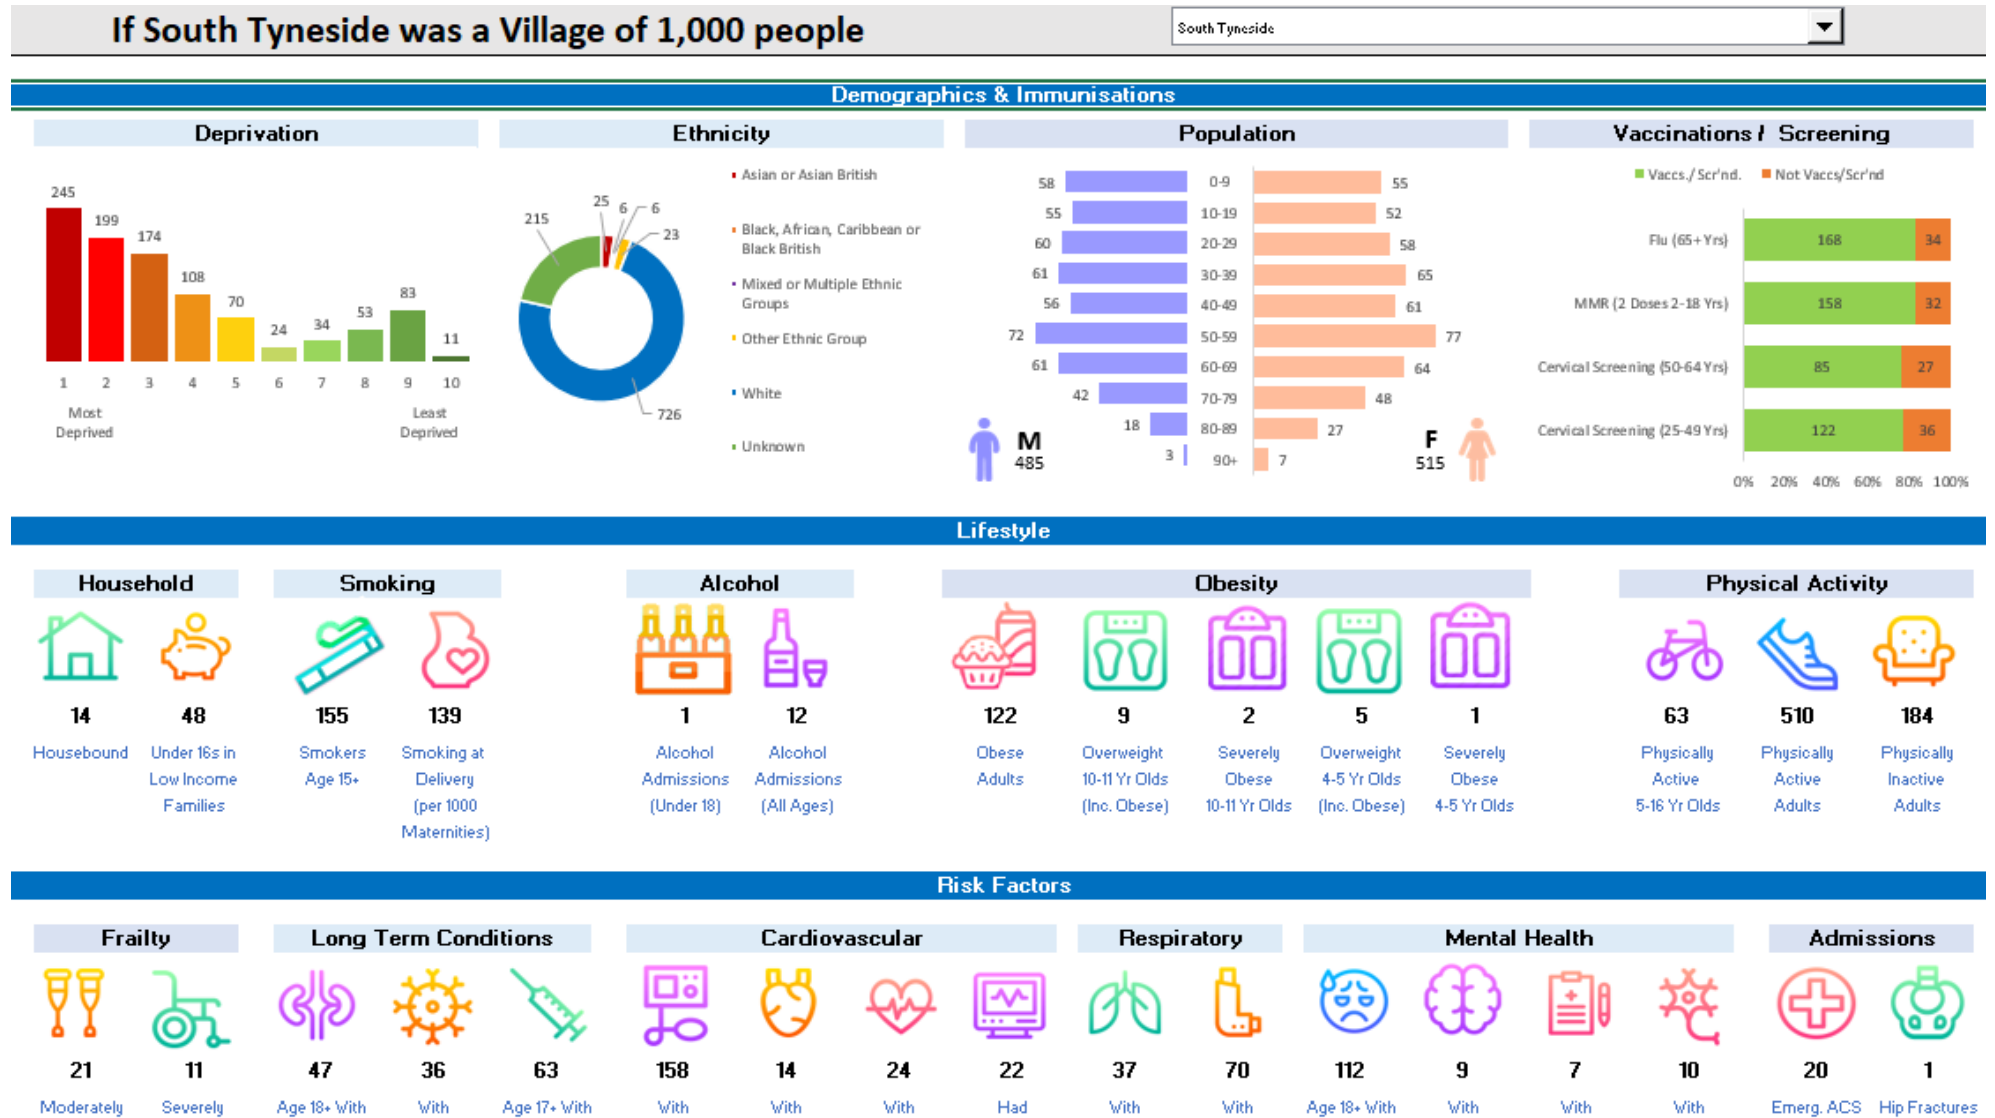 If South Tyneside was a Village of 1,000 people
South Tyneside
Demographics & Immunisations
Deprivation
245
199
174
108
70
24
34
53
83
11
1 2 3 4 5 6 7 8 9 10
Most
Deprived
Least
Deprived
Ethnicity
215
25
6
6
23
726
Asian or Asian British
Black, African, Caribbean or
Black British
Mixed or Multiple Ethnic
Groups
Other Ethnic Group
White
Unknown
Population
58 0-9 55
55 10-19 52
60 20-29 58
61 30-39 65
56 40-49 61
72 50-59 77
61 60-69 64
42 70-79 48
18 80-89 27
3 90+ 7
M
485
F
515
Vaccinations / Screening
Vaccs./Scr'nd. Not Vaccs/Scr'nd
Flu (65+ Yrs) 168 34
MMR (2 Doses 2-18 Yrs) 158 32
Cervical Screening (50-64 Yrs) 85 27
Cervical Screening (25-49 Yrs) 122 36
0% 20% 40% 60% 80% 100%
Lifestyle
Household
14
Housebound
48
Under 16s in
Low Income
Families
Smoking
155
Smokers
Age 15+
139
Smoking at
Delivery
(per 1000
Maternities)
Alcohol
1
Alcohol
Admissions
(Under 18)
12
Alcohol
Admissions
(All Ages)
Obesity
122
Obese
Adults
9
Overweight
10-11 Yr Olds
(Inc. Obese)
2
Severely
Obese
10-11 Yr Olds
5
Overweight
4-5 Yr Olds
(Inc. Obese)
1
Severely
Obese
4-5 Yr Olds
Physical Activity
63
Physically
Active
5-16 Yr Olds
510
Physically
Active
Adults
184
Physically
Inactive
Adults
Risk Factors
Frailty
21
Moderately
11
Severely
Long Term Conditions
47
Age 18+ With
36
With
63
Age 17+ With
Cardiovascular
158
With
14
With
24
With
22
Had
Respiratory
37
With
70
With
Mental Health
112
Age 18+ With
9
With
7
With
10
With
Admissions
20
Emerg. ACS
1
Hip Fractures